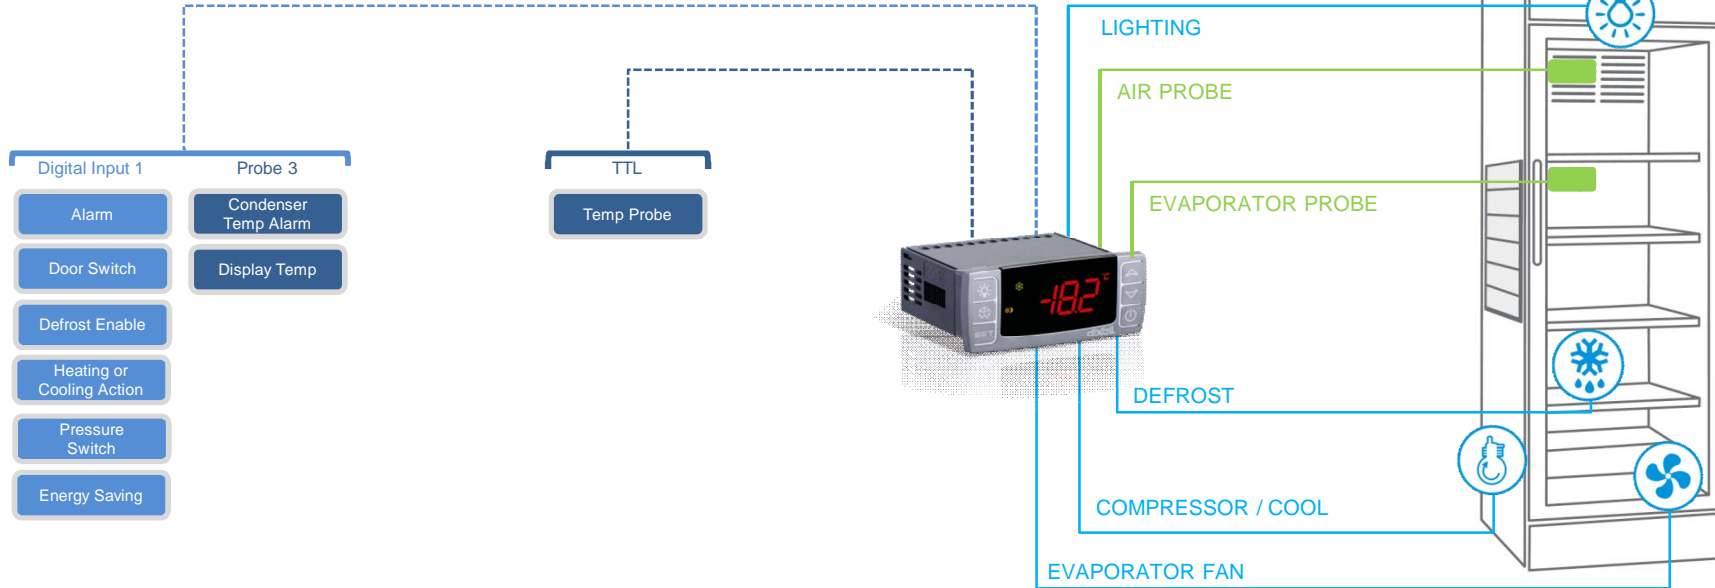 LIGHTING
AIR PROBE
EVAPORATOR PROBE
Digital Input 1
Probe 3
TTL
Alarm
Condenser
Temp Alarm
Temp Probe
Door Switch
Display Temp
Defrost Enable
Heating or
Cooling Action
Pressure
Switch
Energy Saving
-18.2
°C
SET
dixell
DEFROST
COMPRESSOR / COOL
EVAPORATOR FAN